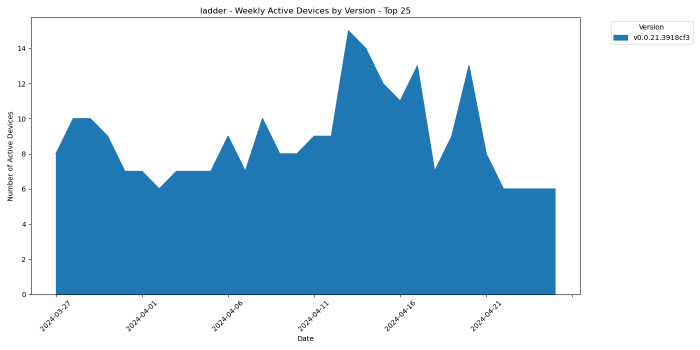 ladder - Weekly Active Devices by Version - Top 25
Version
v0.0.21.3918cf3
Number of Active Devices
14
12
10
8
6
4
2
0
2024-03-27
2024-04-01
2024-04-06
2024-04-11
2024-04-16
2024-04-21
Date